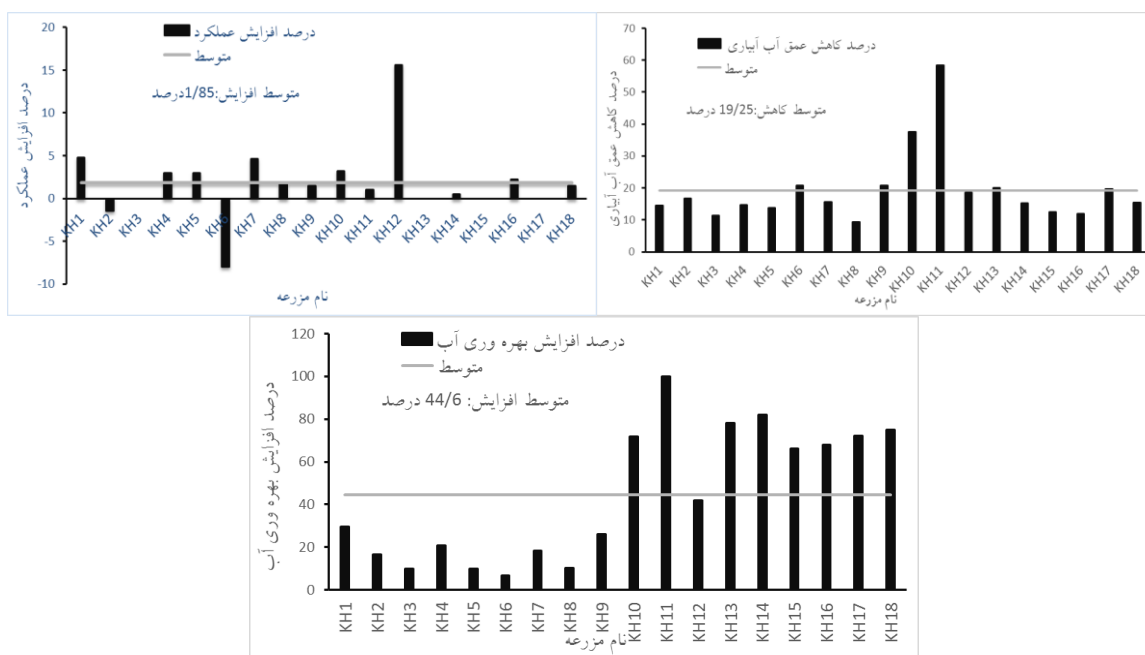 درصد افزایش عملکرد
متوسط
متوسط افزایش:1/85درصد
درصد افزایش عملکرد
20
15
10
5
0
-5
-10
KH1 KH2 KH3 KH4 KH5 KH6 KH7 KH8 KH9 KH10 KH11 KH12 KH13 KH14 KH15 KH16 KH17 KH18
نام مزرعه
درصد کاهش عمق آب آبیاری
متوسط
متوسط کاهش:19/25 درصد
درصد کاهش عمق آب آبیاری
70
60
50
40
30
20
10
0
KH1 KH2 KH3 KH4 KH5 KH6 KH7 KH8 KH9 KH10 KH11 KH12 KH13 KH14 KH15 KH16 KH17 KH18
نام مزرعه
درصد افزایش بهره وری آب
متوسط
متوسط افزایش: 44/6 درصد
درصد افزایش بهره وری آب
120
100
80
60
40
20
0
KH1 KH2 KH3 KH4 KH5 KH6 KH7 KH8 KH9 KH10 KH11 KH12 KH13 KH14 KH15 KH16 KH17 KH18
نام مزرعه